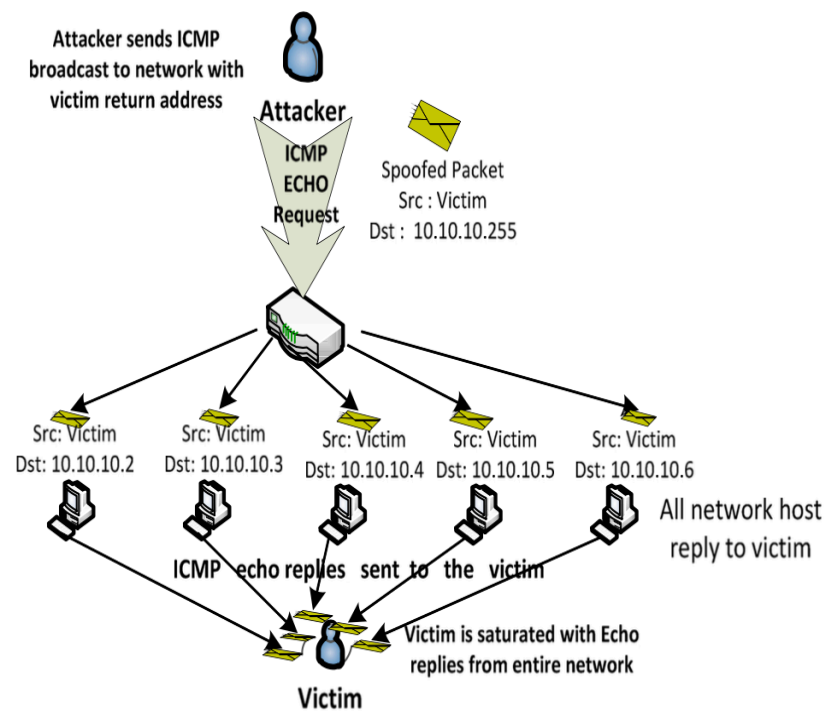 Attacker sends ICMP
broadcast to network with
victim return address
Attacker
ICMP
ECHO
Request
Spoofed Packet
Src : Victim
Dst : 10.10.10.255
Src: Victim
Dst: 10.10.10.2
Src: Victim
Dst: 10.10.10.3
Src: Victim
Dst: 10.10.10.4
Src: Victim
Dst: 10.10.10.5
Src: Victim
Dst: 10.10.10.6
All network host
reply to victim
ICMP echo replies sent to the victim
Victim is saturated with Echo
replies from entire network
Victim